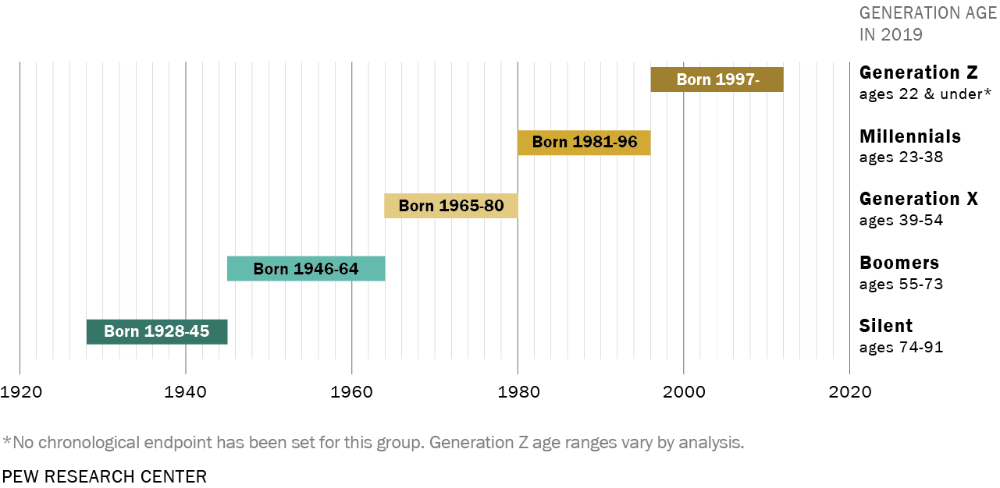 GENERATION AGE
IN 2019
Born 1997-
Generation Z
ages 22 & under*
Born 1981-96
Millennials
ages 23-38
Born 1965-80
Generation X
ages 39-54
Born 1946-64
Boomers
ages 55-73
Born 1928-45
Silent
ages 74-91
1920 1940 1960 1980 2000 2020
*No chronological endpoint has been set for this group. Generation Z age ranges vary by analysis.
PEW RESEARCH CENTER